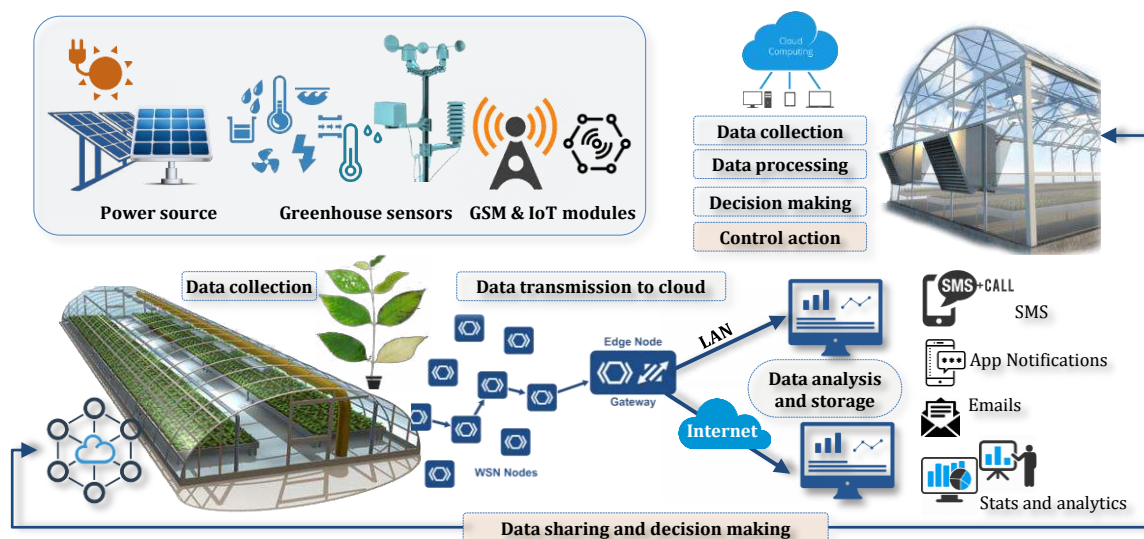 Cloud
Computing
Data collection
Data processing
Decision making
Control action
Power source
Greenhouse sensors
GSM & IoT modules
Data collection
Data transmission to cloud
SMS+CALL
SMS
LAN
Edge Node
Gateway
App Notifications
Data analysis
and storage
Emails
Internet
WSN Nodes
Stats and analytics
Data sharing and decision making